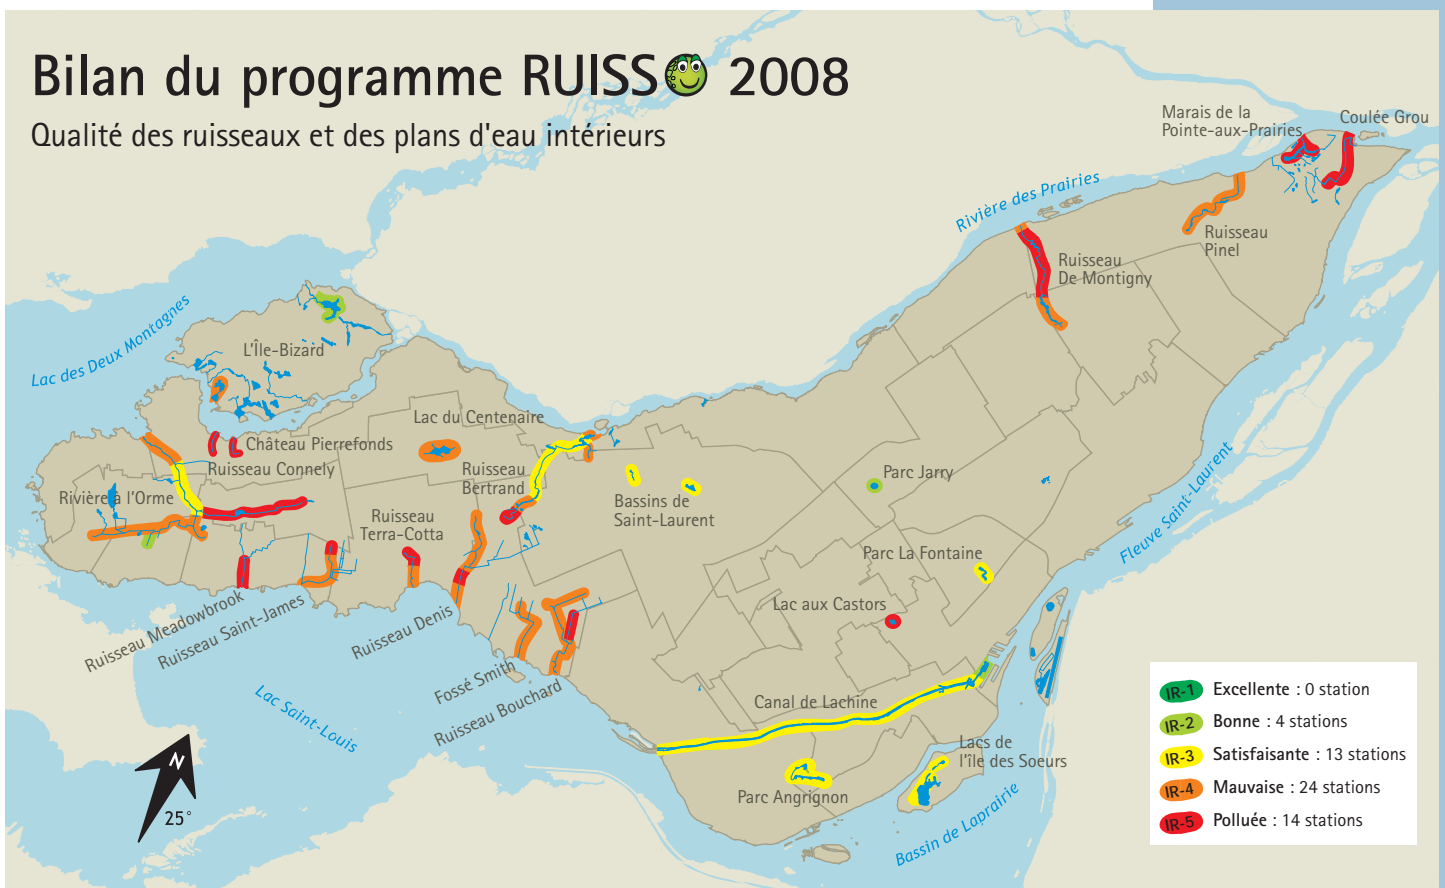 Bilan du programme RUISSO 2008
Qualité des ruisseaux et des plans d'eau intérieurs
Marais de la
Pointe-aux-Prairies
Coulée Grou
Rivière des Prairies
Ruisseau
Pinel
Ruisseau
De Montigny
Lac des Deux Montagnes
L'Île-Bizard
Lac du Centenaire
Château Pierrefonds
Ruisseau Connely
Ruisseau
Bertrand
Rivière à l'Orme
Ruisseau
Terra-Cotta
Bassins de
Saint-Laurent
Parc Jarry
Fleuve Saint-Laurent
Parc La Fontaine
Lac aux Castors
Ruisseau Meadowbrook
Ruisseau Saint-James
Ruisseau Denis
Fossé Smith
Ruisseau Bouchard
Lac Saint-Louis
Canal de Lachine
Lacs de
l'île des Soeurs
Parc Angrignon
Bassin de Laprairie
N
25°
IR-1 Excellente : 0 station
IR-2 Bonne : 4 stations
IR-3 Satisfaisante : 13 stations
IR-4 Mauvaise : 24 stations
IR-5 Polluée : 14 stations